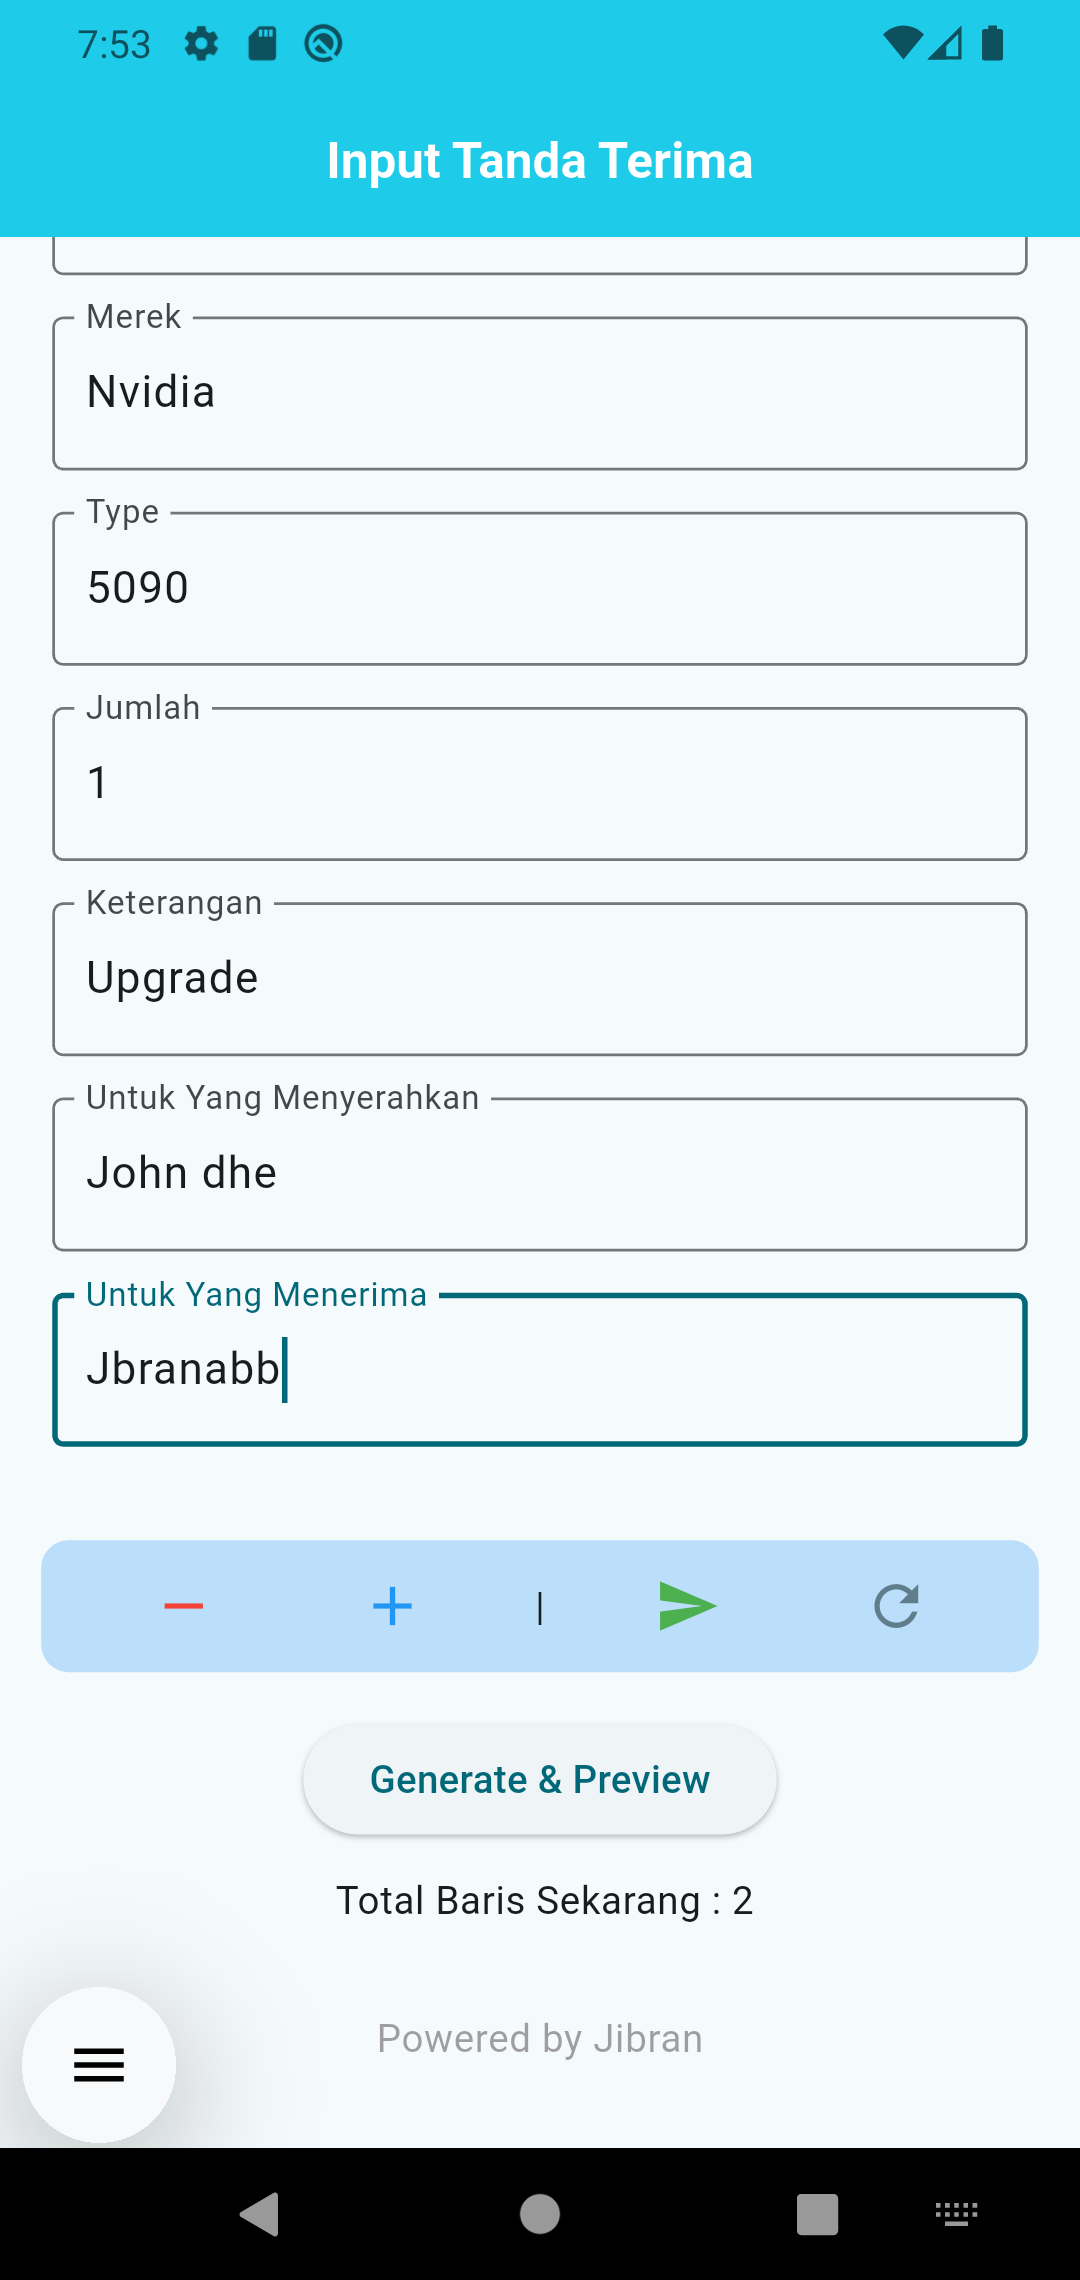 7:53
Input Tanda Terima
Merek
Nvidia
Type
5090
Jumlah
1
Keterangan
Upgrade
Untuk Yang Menyerahkan
John dhe
Untuk Yang Menerima
Jbranabb
|
Generate & Preview
Total Baris Sekarang : 2
Powered by Jibran